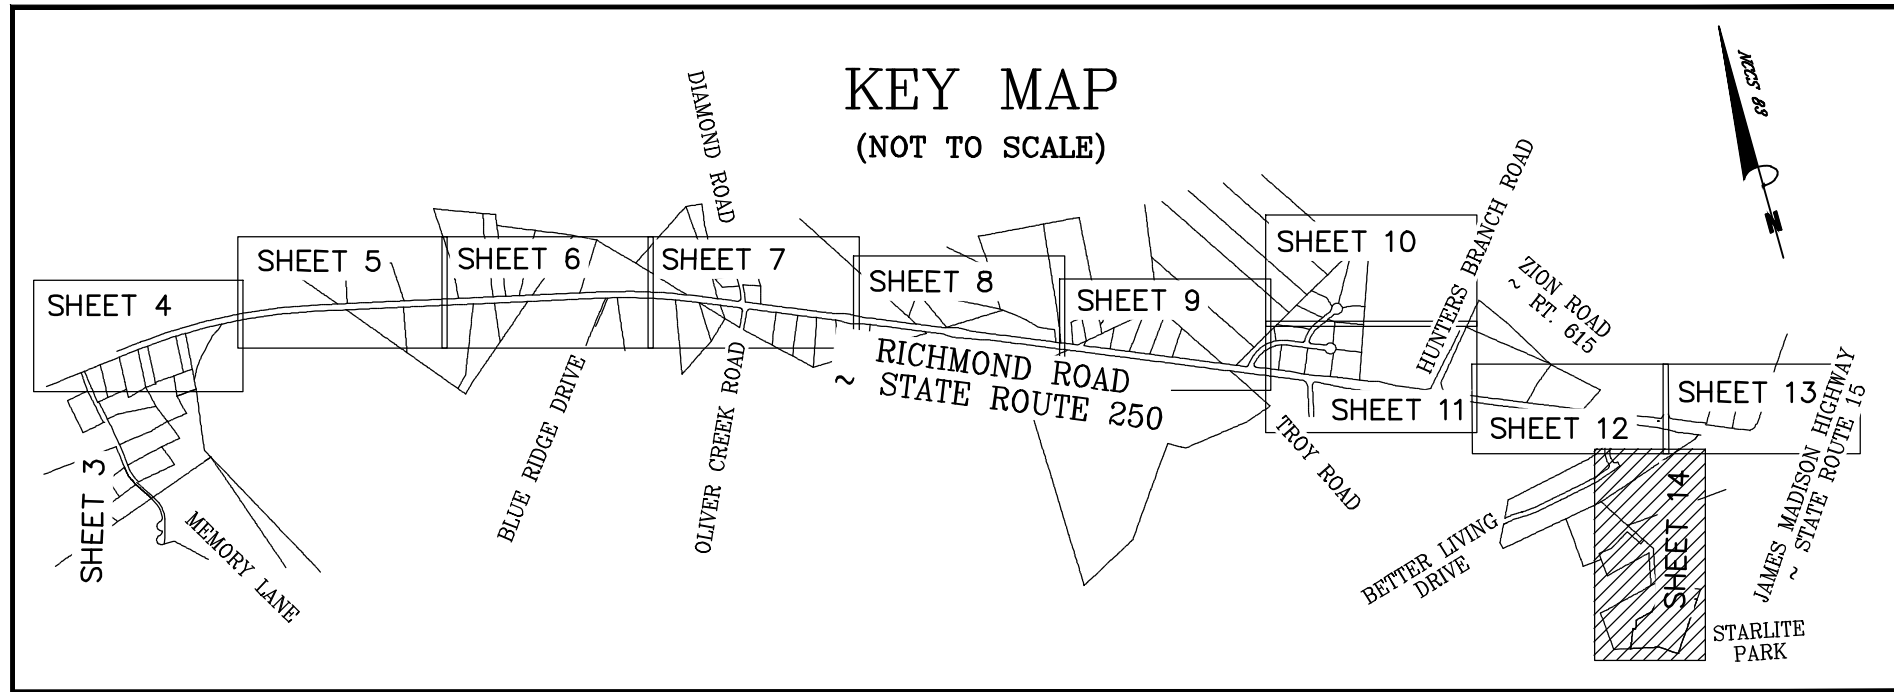 KEY MAP
(NOT TO SCALE)
NCCS 83
N
DIAMOND ROAD
SHEET 4
SHEET 5
SHEET 6
SHEET 7
SHEET 8
SHEET 9
SHEET 10
HUNTERS BRANCH ROAD
ZION ROAD
~ RT. 615
RICHMOND ROAD
~ STATE ROUTE 250
SHEET 11
SHEET 12
SHEET 13
JAMES MADISON HIGHWAY
~ STATE ROUTE 15
SHEET 3
MEMORY LANE
BLUE RIDGE DRIVE
OLIVER CREEK ROAD
TROY ROAD
BETTER LIVING
DRIVE
SHEET 14
STARLITE
PARK